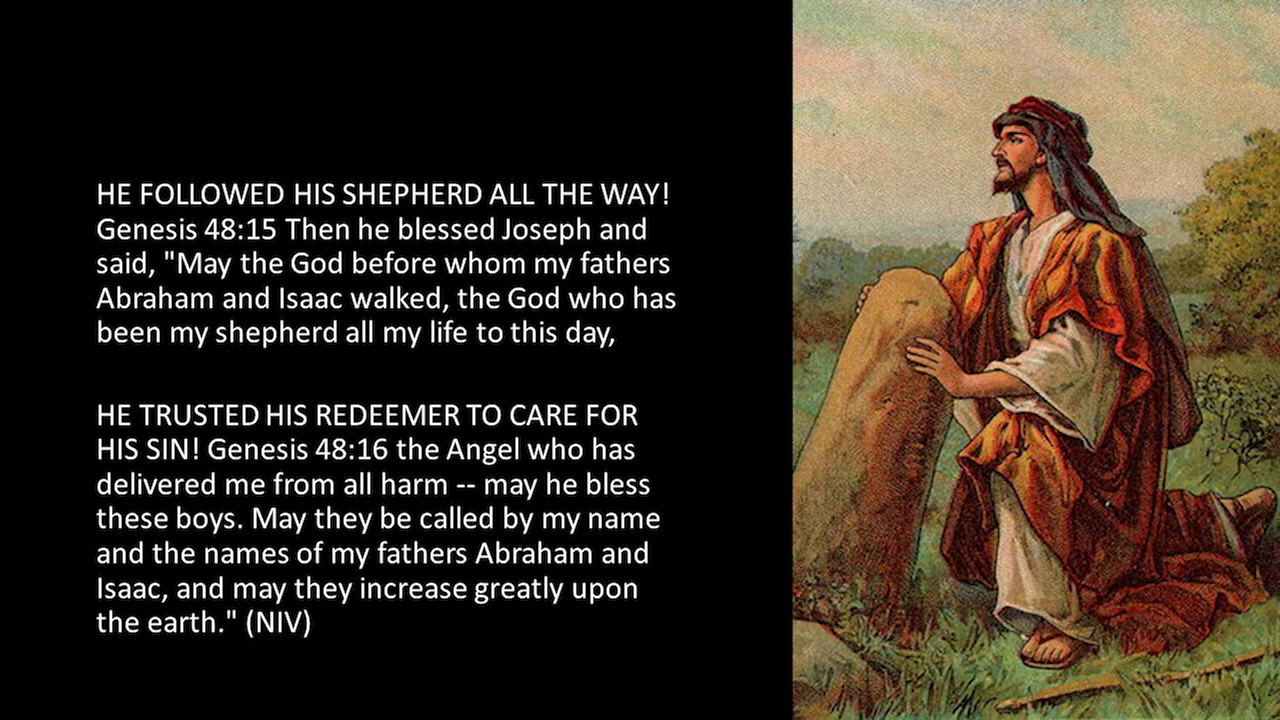 HE FOLLOWED HIS SHEPHERD ALL THE WAY!
Genesis 48:15 Then he blessed Joseph and
said, "May the God before whom my fathers
Abraham and Isaac walked, the God who has
been my shepherd all my life to this day,
HE TRUSTED HIS REDEEMER TO CARE FOR
HIS SIN! Genesis 48:16 the Angel who has
delivered me from all harm -- may he bless
these boys. May they be called by my name
and the names of my fathers Abraham and
Isaac, and may they increase greatly upon
the earth." (NIV)